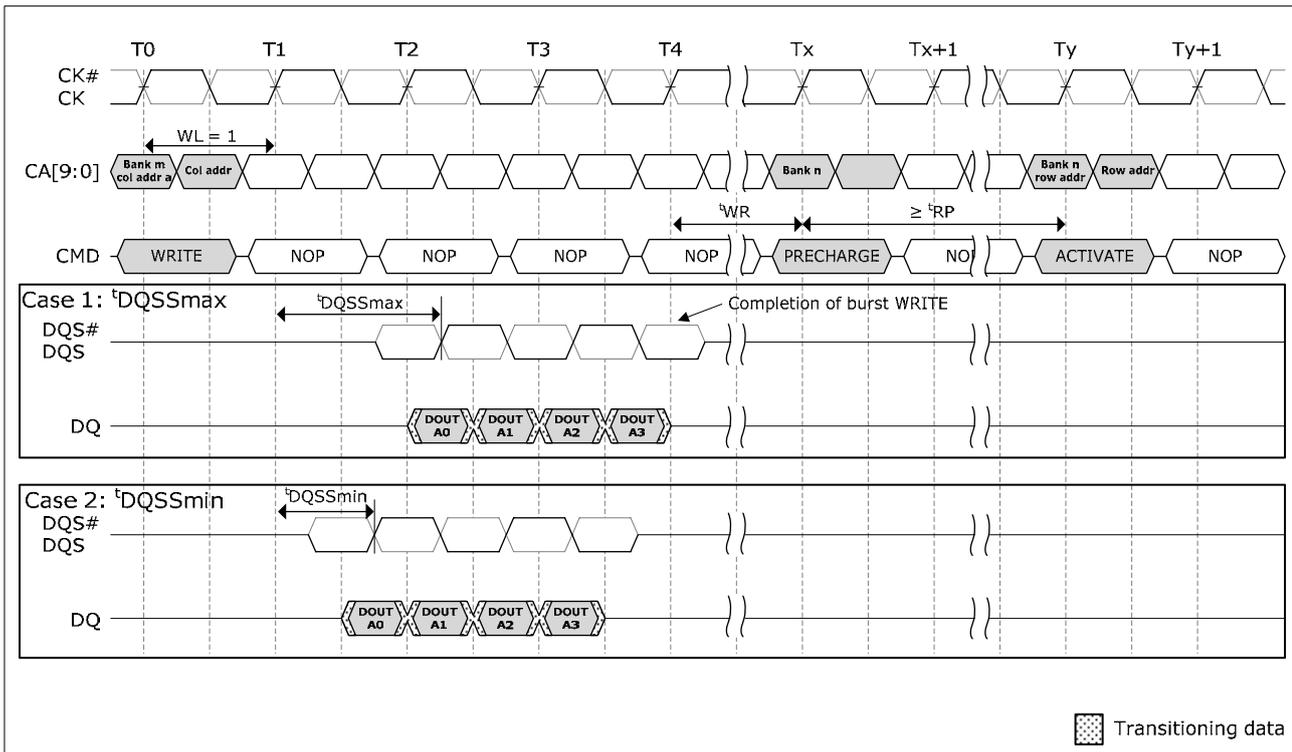 T0 T1 T2 T3 T4 Tx Tx+1 Ty Ty+1
CK#
CK
WL = 1
CA[9:0]
Bank m
col addr a
Col addr
Bank n
Bank n
row addr
Row addr
tWR
≥ tRP
CMD WRITE NOP NOP NOP NOP PRECHARGE NOP ACTIVATE NOP
Case 1: tDQSSmax
tDQSSmax
Completion of burst WRITE
DQS#
DQS
DQ
DOUT
A0
DOUT
A1
DOUT
A2
DOUT
A3
Case 2: tDQSSmin
tDQSSmin
DQS#
DQS
DQ
DOUT
A0
DOUT
A1
DOUT
A2
DOUT
A3
Transitioning data